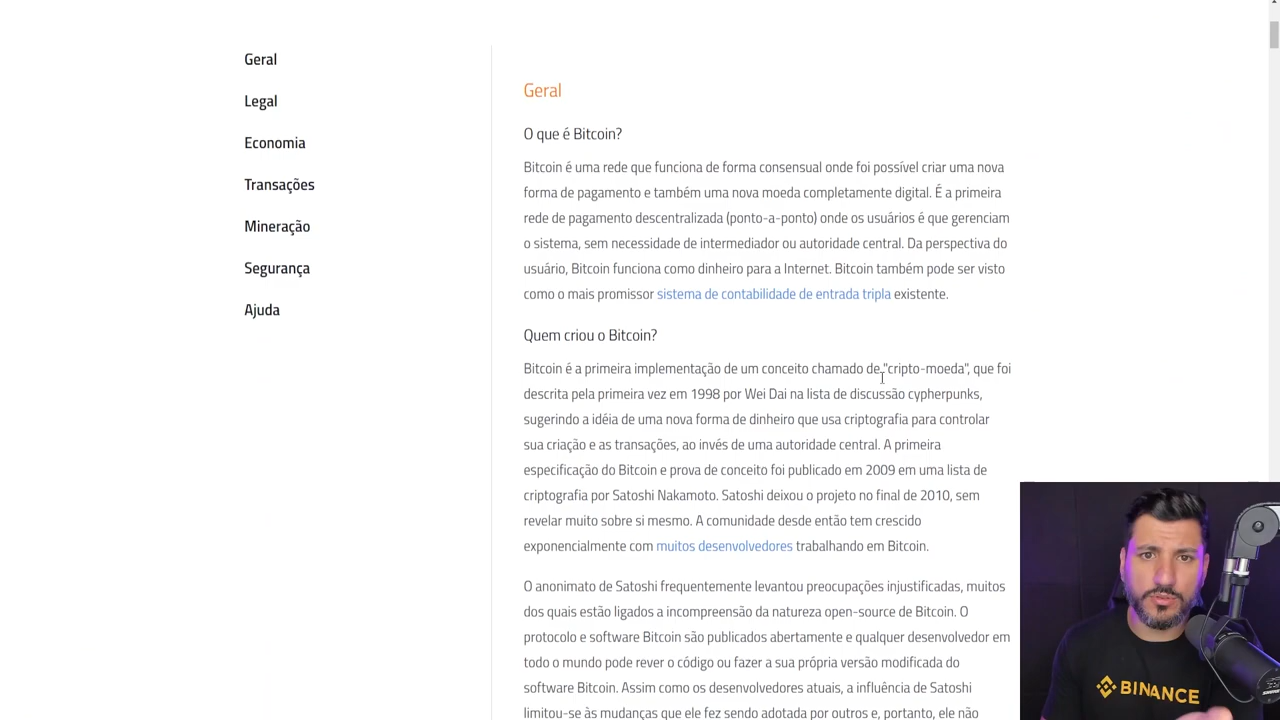 Geral
Legal
Economia
Transações
Mineração
Segurança
Ajuda
Geral
O que é Bitcoin?
Bitcoin é uma rede que funciona de forma consensual onde foi possível criar uma nova
forma de pagamento e também uma nova moeda completamente digital. É a primeira
rede de pagamento descentralizada (ponto-a-ponto) onde os usuários é que gerenciam
o sistema, sem necessidade de intermediador ou autoridade central. Da perspectiva do
usuário, Bitcoin funciona como dinheiro para a Internet. Bitcoin também pode ser visto
como o mais promissor sistema de contabilidade de entrada tripla existente.
Quem criou o Bitcoin?
Bitcoin é a primeira implementação de um conceito chamado de "cripto-moeda", que foi
descrita pela primeira vez em 1998 por Wei Dai na lista de discussão cypherpunks,
sugerindo a idéia de uma nova forma de dinheiro que usa criptografia para controlar
sua criação e as transações, ao invés de uma autoridade central. A primeira
especificação do Bitcoin e prova de conceito foi publicado em 2009 em uma lista de
criptografia por Satoshi Nakamoto. Satoshi deixou o projeto no final de 2010, sem
revelar muito sobre si mesmo. A comunidade desde então tem crescido
exponencialmente com muitos desenvolvedores trabalhando em Bitcoin.
O anonimato de Satoshi frequentemente levantou preocupações injustificadas, muitos
dos quais estão ligados a incompreensão da natureza open-source de Bitcoin. O
protocolo e software Bitcoin são publicados abertamente e qualquer desenvolvedor em
todo o mundo pode rever o código ou fazer a sua própria versão modificada do
software Bitcoin. Assim como os desenvolvedores atuais, a influência de Satoshi
limitou-se às mudanças que ele fez sendo adotada por outros e, portanto, ele não
BINANCE